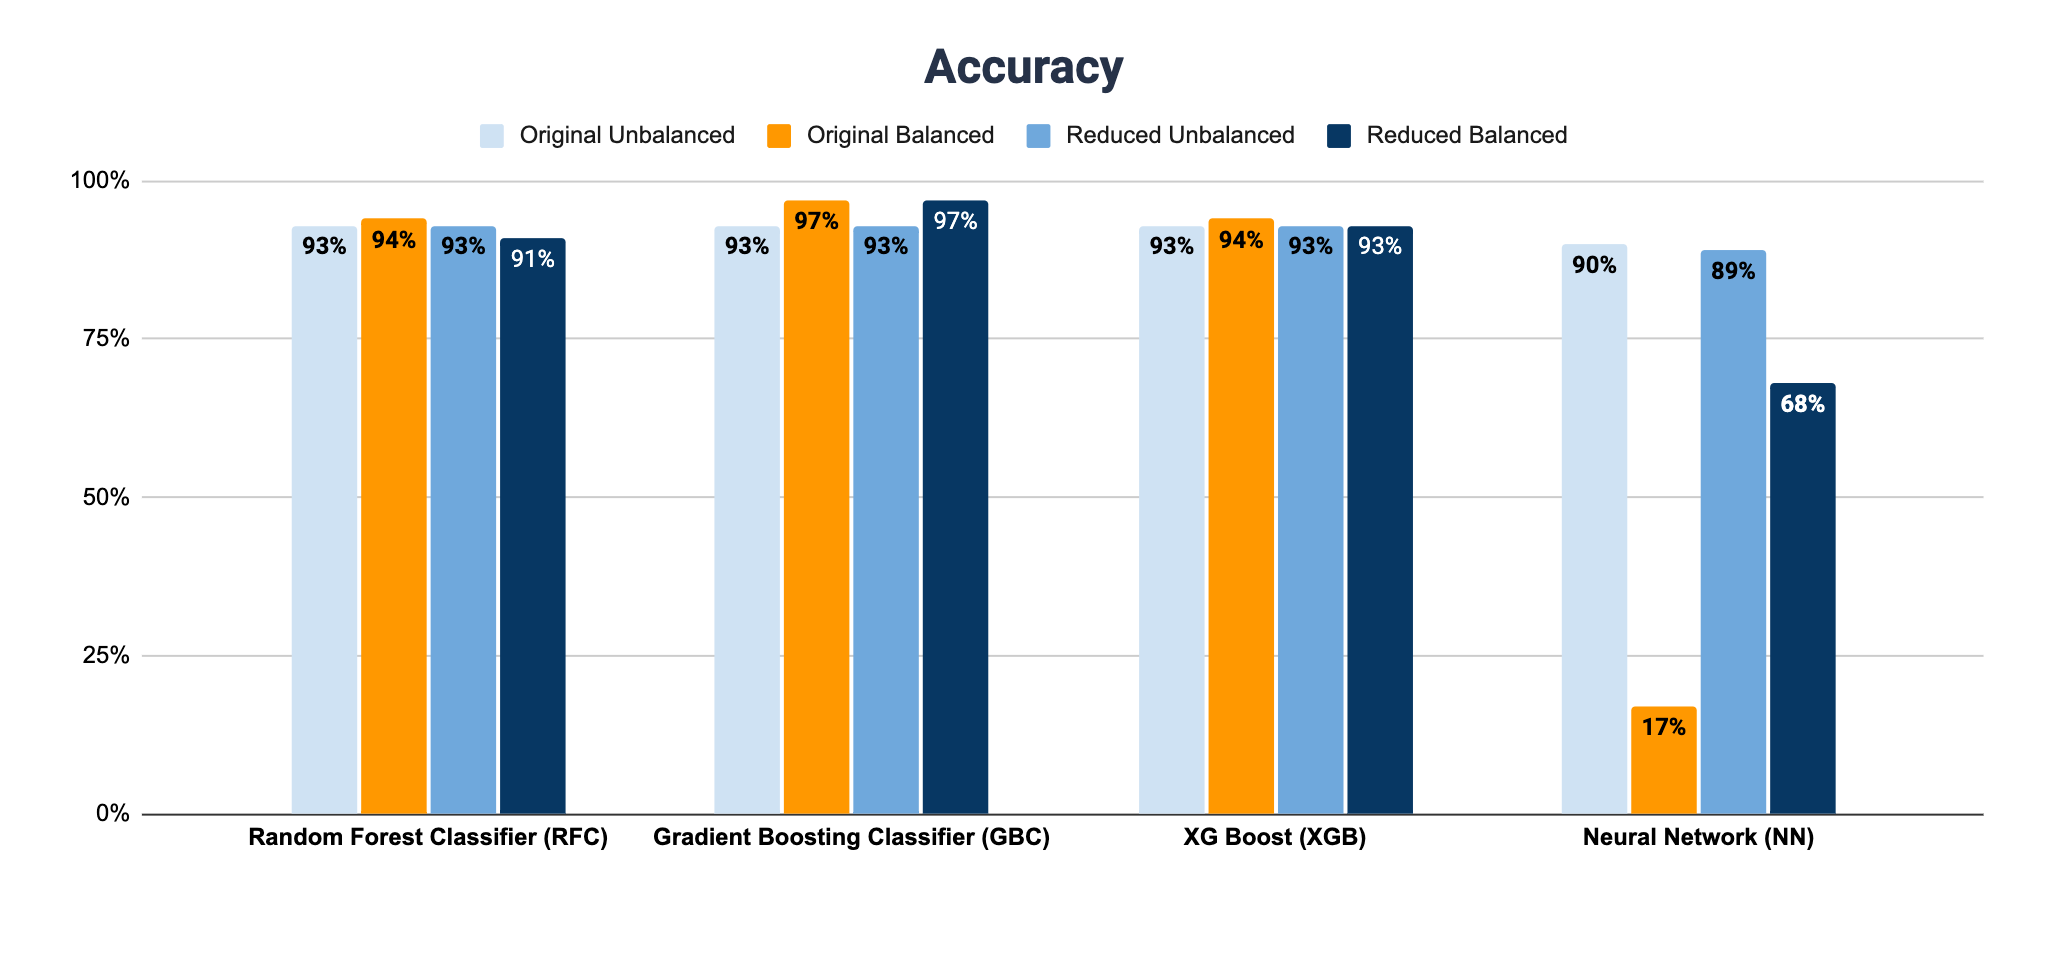 Accuracy
Original Unbalanced Original Balanced Reduced Unbalanced Reduced Balanced
100%
75%
50%
25%
0%
93% 94% 93% 91%
93% 97% 93% 97%
93% 94% 93% 93%
90% 17% 89% 68%
Random Forest Classifier (RFC) Gradient Boosting Classifier (GBC) XG Boost (XGB) Neural Network (NN)